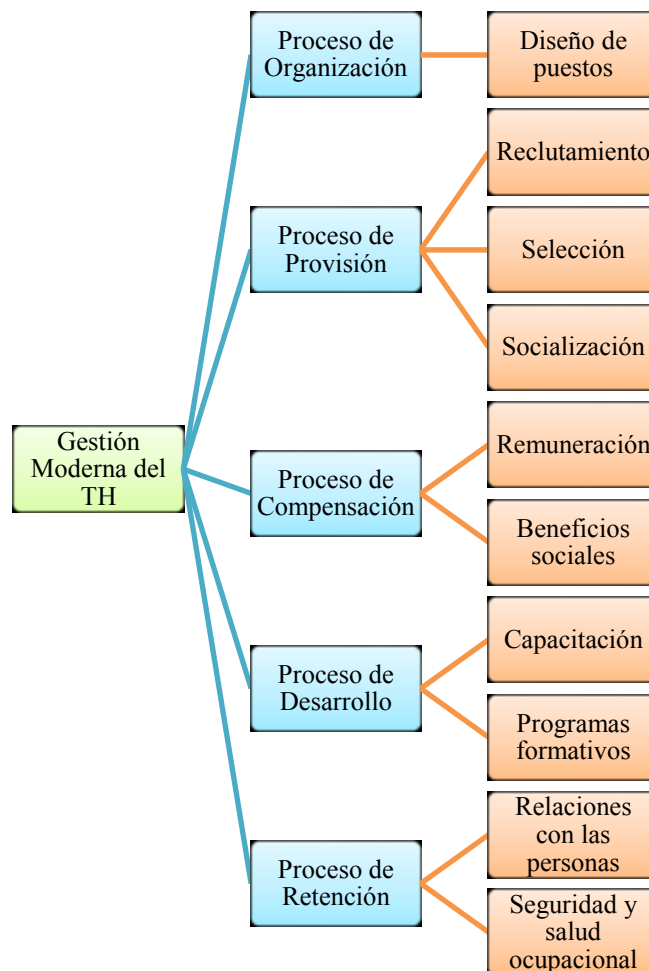 Proceso de
Organización
Diseño de
puestos
Reclutamiento
Proceso de
Provisión
Selección
Socialización
Gestión
Moderna del
TH
Remuneración
Proceso de
Compensación
Beneficios
sociales
Capacitación
Proceso de
Desarrollo
Programas
formativos
Relaciones
con las
personas
Proceso de
Retención
Seguridad y
salud
ocupacional